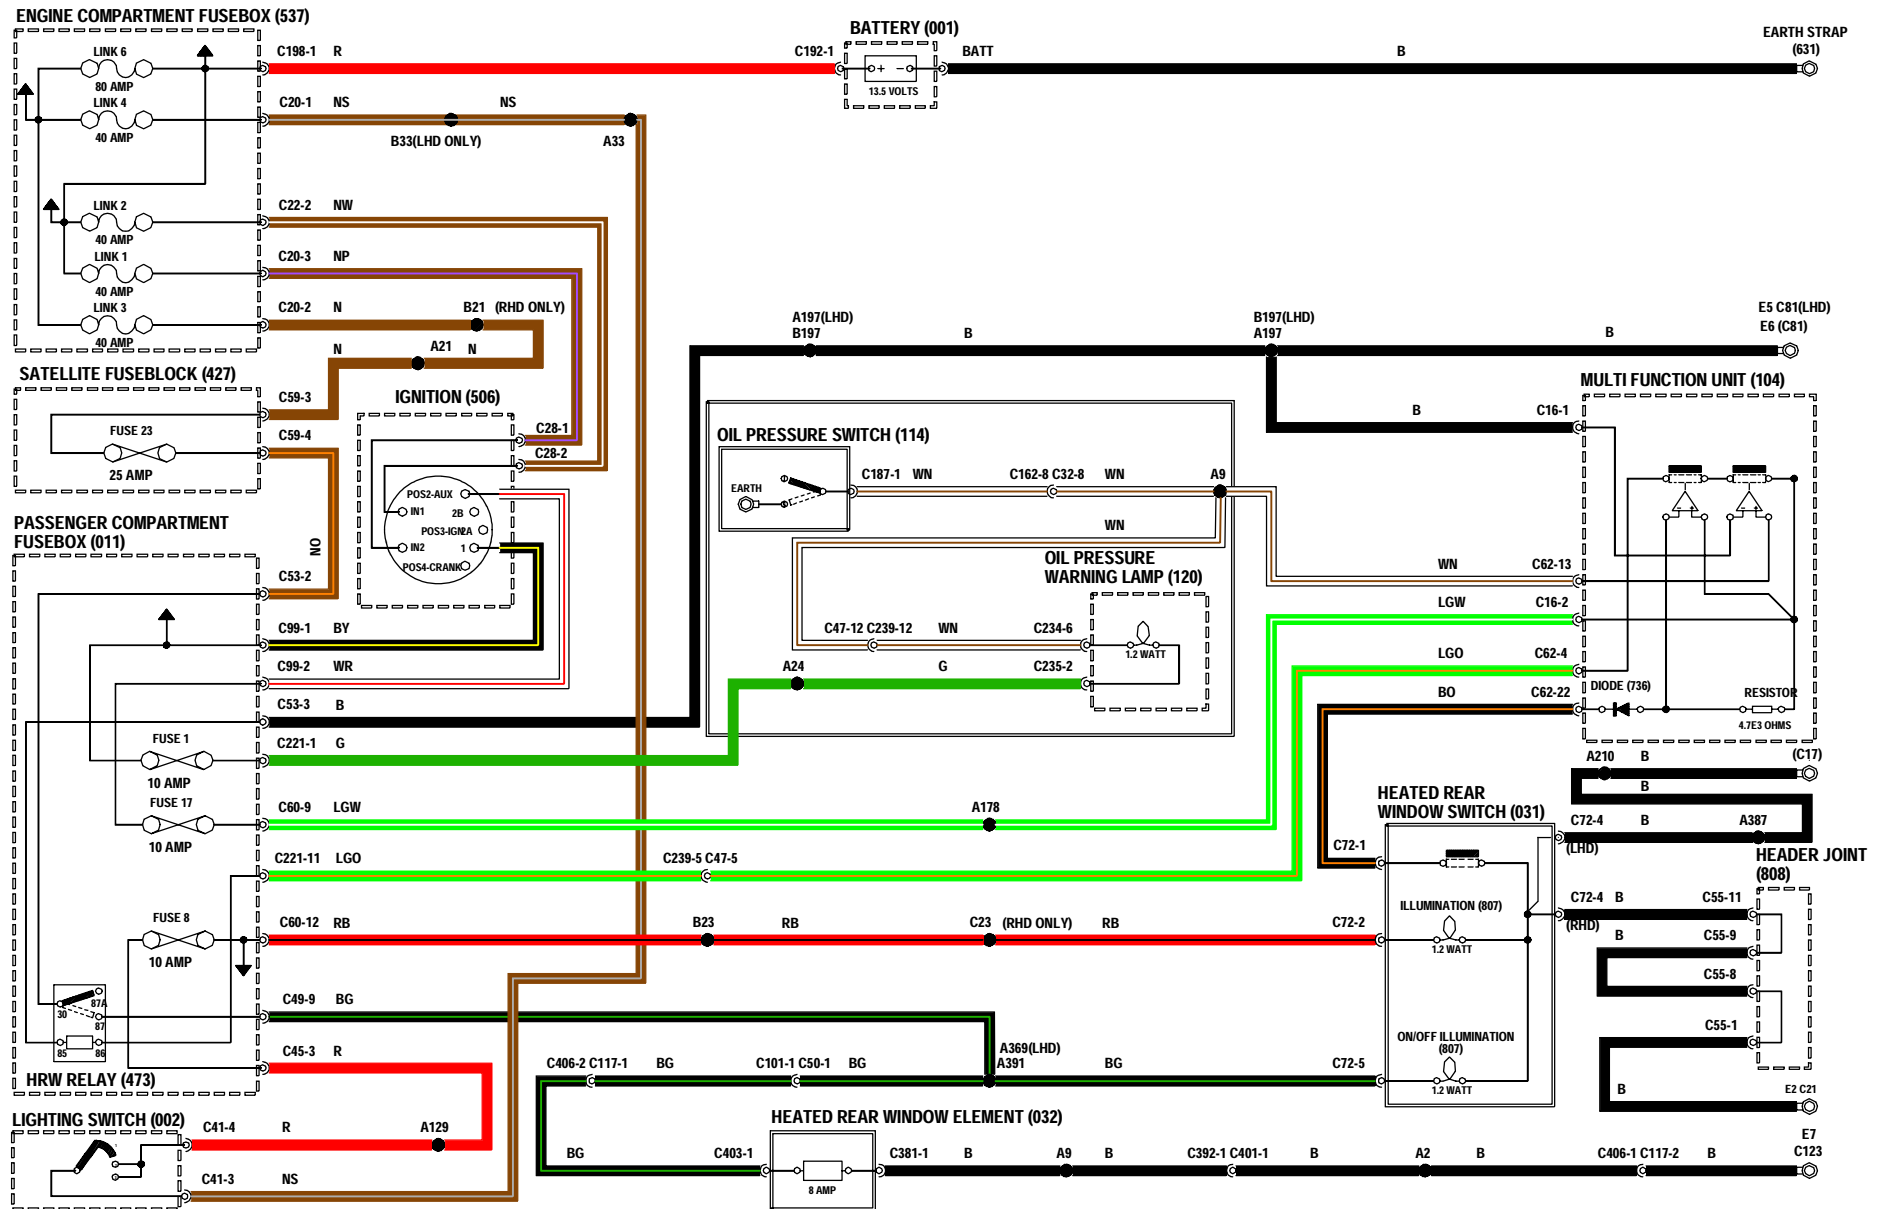 ENGINE COMPARTMENT FUSEBOX (537)
LINK 6
80 AMP
LINK 4
40 AMP
LINK 2
40 AMP
LINK 1
40 AMP
LINK 3
40 AMP
C198-1 R
C192-1
BATTERY (001)
13.5 VOLTS
BATT
B
EARTH STRAP
(631)
C20-1 NS
NS
B33(LHD ONLY)
A33
C22-2 NW
C20-3 NP
C20-2 N
B21 (RHD ONLY)
N
A21 N
SATELLITE FUSEBLOCK (427)
FUSE 23
25 AMP
C59-3
C59-4
NO
IGNITION (506)
C28-1
C28-2
POS2-AUX
IN1
2B
POS3-IGN
2A
IN2
1
POS4-CRANK
A197(LHD)
B197
B
B197(LHD)
A197
B
E5 C81(LHD)
E6 (C81)
MULTI FUNCTION UNIT (104)
B
C16-1
OIL PRESSURE SWITCH (114)
EARTH
C187-1 WN
C162-8 C32-8 WN
A9
WN
OIL PRESSURE
WARNING LAMP (120)
1.2 WATT
C47-12 C239-12 WN
C234-6
A24
G
C235-2
WN
C62-13
LGW
C16-2
LGO
C62-4
BO
C62-22
DIODE (736)
RESISTOR
4.7E3 OHMS
PASSENGER COMPARTMENT
FUSEBOX (011)
C53-2
C99-1 BY
C99-2 WR
C53-3 B
FUSE 1
10 AMP
C221-1 G
FUSE 17
10 AMP
C60-9 LGW
A178
C221-11 LGO
C239-5 C47-5
FUSE 8
10 AMP
C60-12 RB
B23
RB
C23 (RHD ONLY) RB
C72-2
87A
30
87
85
86
HRW RELAY (473)
C49-9 BG
C45-3 R
HEATED REAR
WINDOW SWITCH (031)
C72-1
ILLUMINATION (807)
1.2 WATT
ON/OFF ILLUMINATION
(807)
1.2 WATT
A210 B
(C17)
B
C72-4 B
A387
(LHD)
HEADER JOINT
(808)
C72-4 B
C55-11
(RHD)
B
C55-9
C55-8
C55-1
B
E2 C21
A369(LHD)
A391
C406-2 C117-1 BG
C101-1 C50-1 BG
BG
C72-5
LIGHTING SWITCH (002)
C41-4 R
A129
C41-3 NS
HEATED REAR WINDOW ELEMENT (032)
BG
C403-1
8 AMP
C381-1 B
A9 B
C392-1 C401-1 B
A2 B
C406-1 C117-2 B
E7
C123